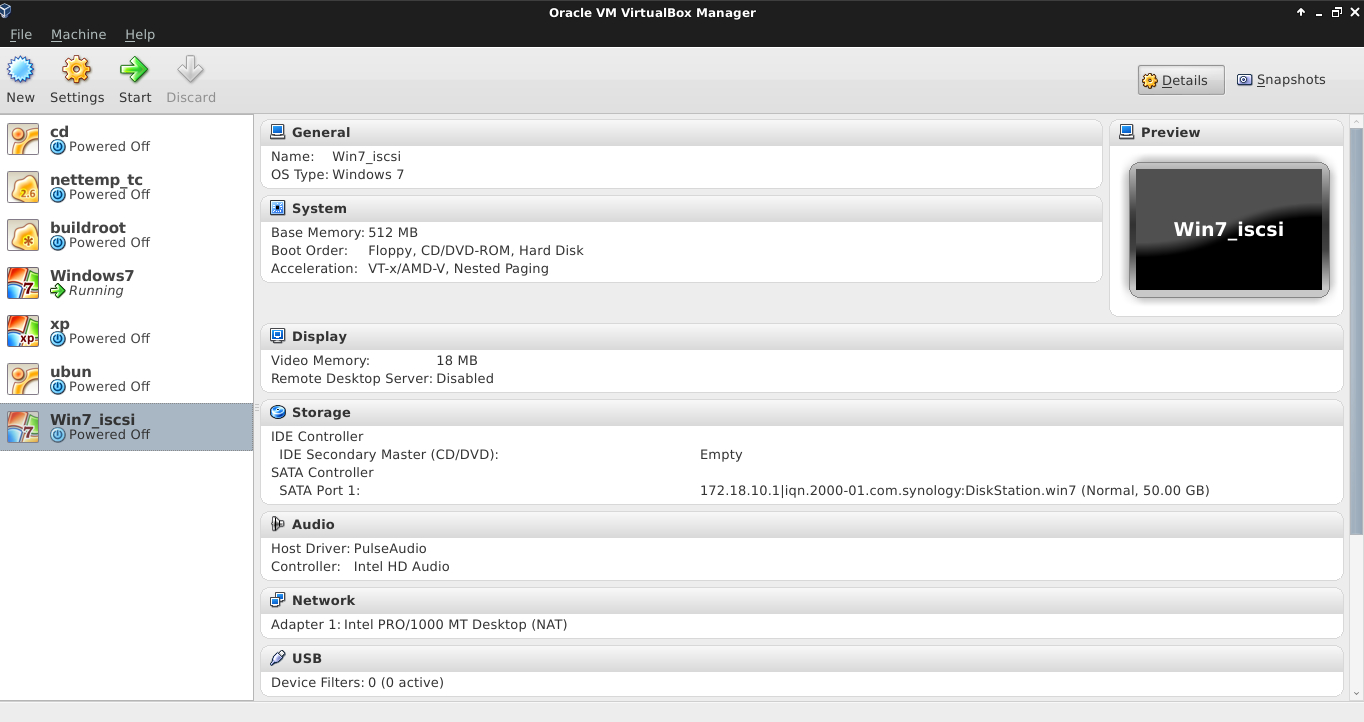 Oracle VM VirtualBox Manager
File Machine Help
New Settings Start Discard
Details Snapshots
cd
Powered Off
nettemp_tc
2.6
Powered Off
buildroot
Powered Off
Windows7
7
Running
xp
xp
Powered Off
ubun
Powered Off
Win7_iscsi
7
Powered Off
General
Name: Win7_iscsi
OS Type: Windows 7
System
Base Memory: 512 MB
Boot Order: Floppy, CD/DVD-ROM, Hard Disk
Acceleration: VT-x/AMD-V, Nested Paging
Preview
Win7_iscsi
Display
Video Memory: 18 MB
Remote Desktop Server: Disabled
Storage
IDE Controller
IDE Secondary Master (CD/DVD): Empty
SATA Controller
SATA Port 1: 172.18.10.1|iqn.2000-01.com.synology:DiskStation.win7 (Normal, 50.00 GB)
Audio
Host Driver: PulseAudio
Controller: Intel HD Audio
Network
Adapter 1: Intel PRO/1000 MT Desktop (NAT)
USB
Device Filters: 0 (0 active)